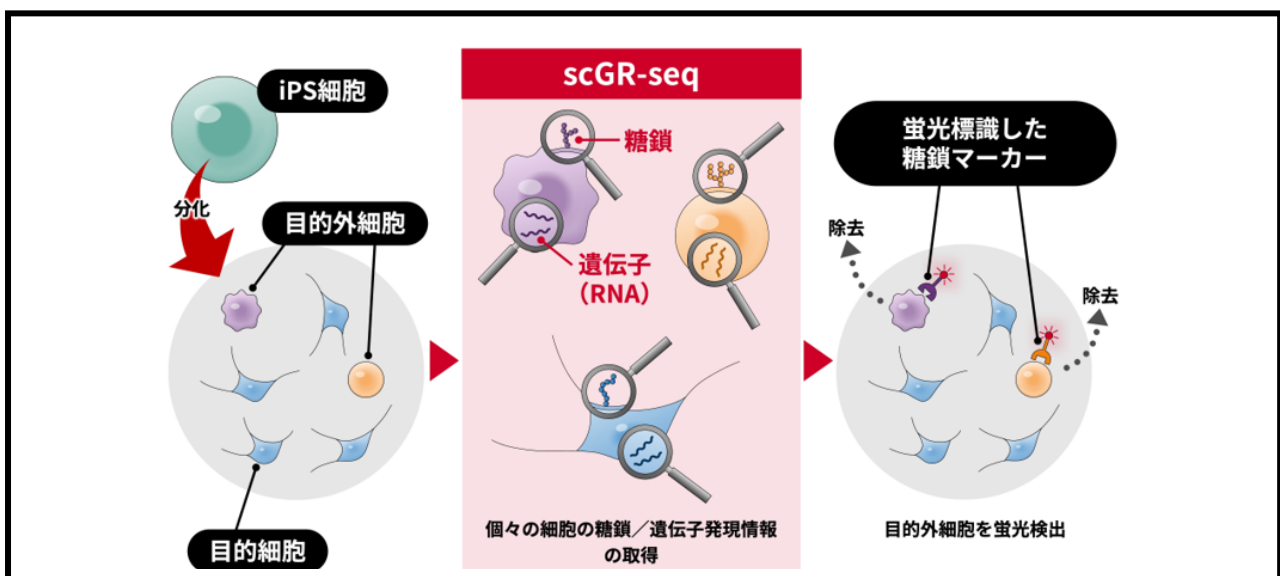 iPS細胞
分化
目的外細胞
目的細胞
scGR-seq
糖鎖
遺伝子
（RNA）
個々の細胞の糖鎖／遺伝子発現情報
の取得
蛍光標識した
糖鎖マーカー
除去
除去
目的外細胞を蛍光検出